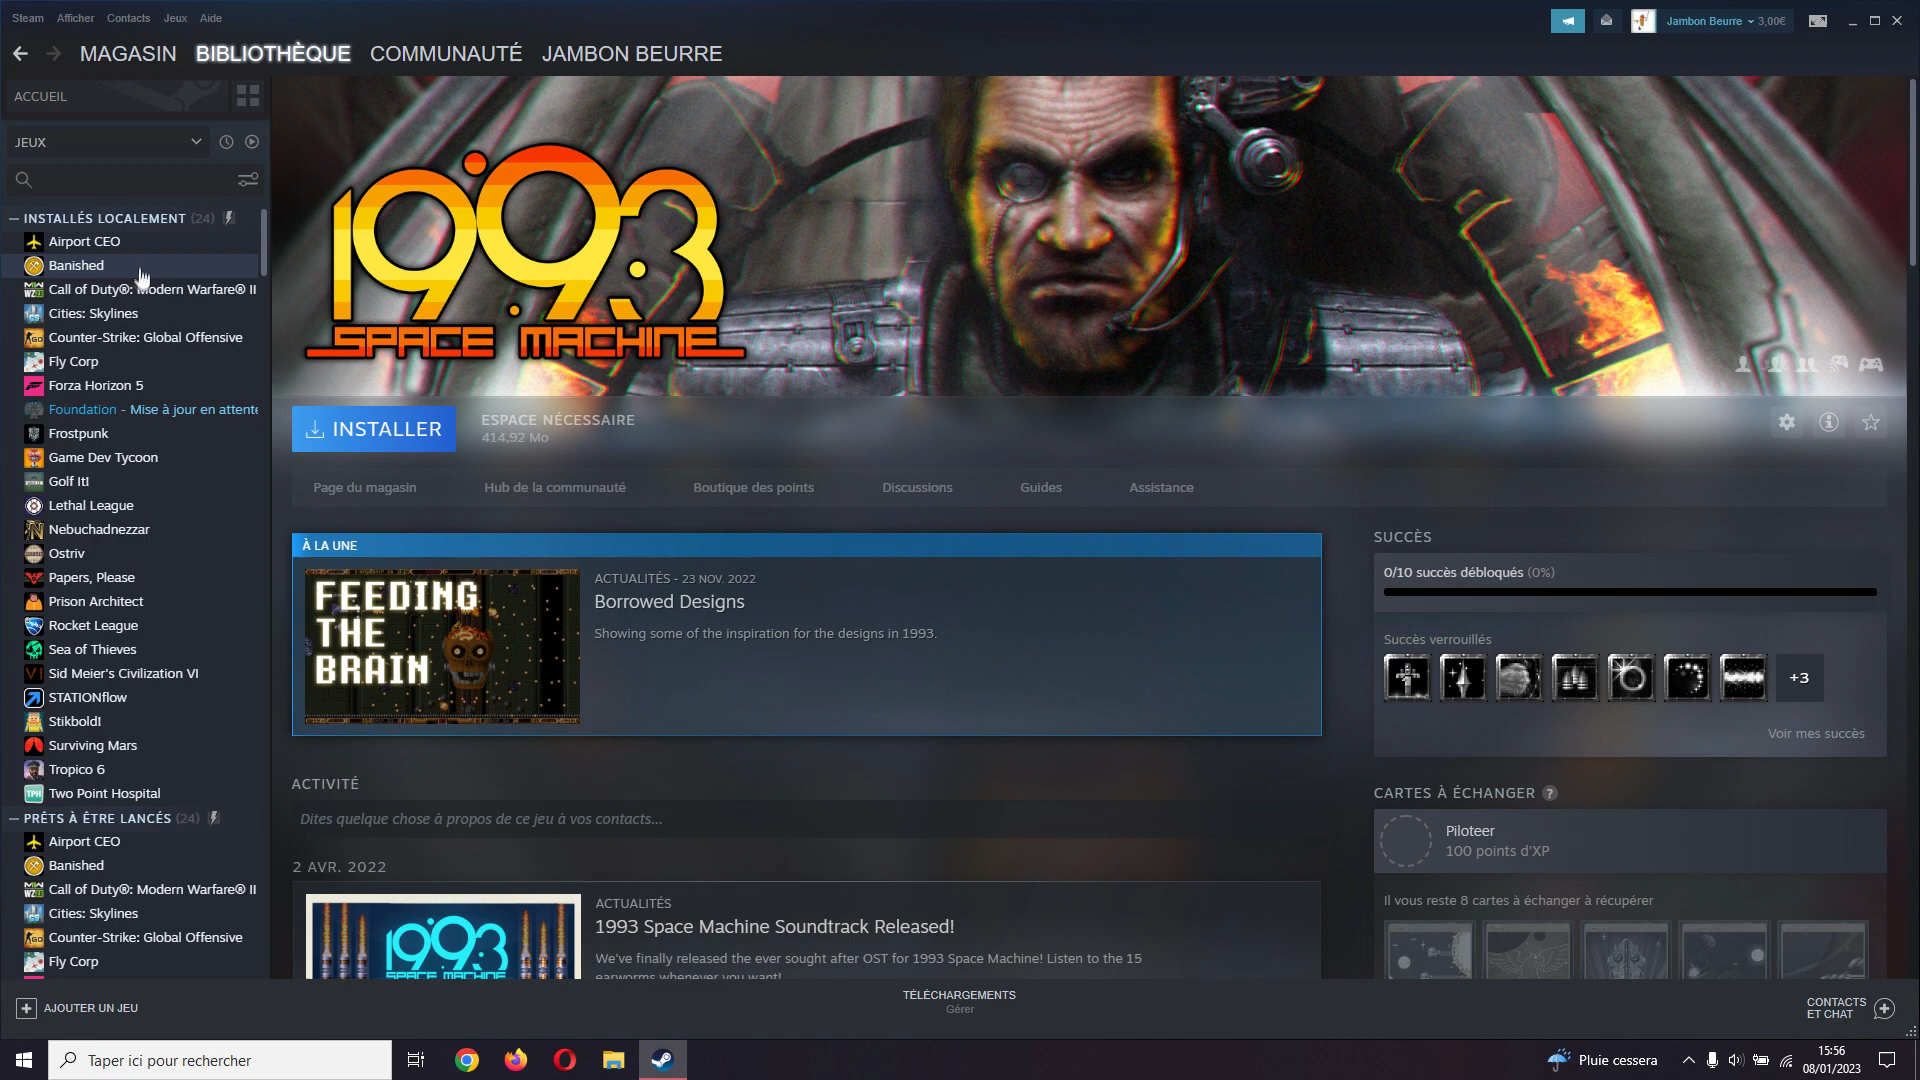 Steam Afficher Contacts Jeux Aide
Jambon Beurre 3,00€
MAGASIN BIBLIOTHÈQUE COMMUNAUTÉ JAMBON BEURRE
ACCUEIL
JEUX
INSTALLÉS LOCALEMENT (24)
Airport CEO
Banished
Call of Duty®: Modern Warfare® II
Cities: Skylines
Counter-Strike: Global Offensive
Fly Corp
Forza Horizon 5
Foundation - Mise à jour en attente
Frostpunk
Game Dev Tycoon
Golf It!
Lethal League
Nebuchadnezzar
Ostriv
Papers, Please
Prison Architect
Rocket League
Sea of Thieves
Sid Meier's Civilization VI
STATIONflow
Stikbold!
Surviving Mars
Tropico 6
TPH Two Point Hospital
PRÊTS À ÊTRE LANCÉS (24)
Airport CEO
Banished
Call of Duty®: Modern Warfare® II
Cities: Skylines
Counter-Strike: Global Offensive
Fly Corp
1993
SPACE MACHINE
INSTALLER
ESPACE NÉCESSAIRE
414,92 Mo
Page du magasin Hub de la communauté Boutique des points Discussions Guides Assistance
À LA UNE
FEEDING
THE
BRAIN
ACTUALITÉS - 23 NOV. 2022
Borrowed Designs
Showing some of the inspiration for the designs in 1993.
ACTIVITÉ
Dites quelque chose à propos de ce jeu à vos contacts...
2 AVR. 2022
1993
SPACE MACHINE
ACTUALITÉS
1993 Space Machine Soundtrack Released!
We've finally released the ever sought after OST for 1993 Space Machine! Listen to the 15
earworms whenever you want!
SUCCÈS
0/10 succès débloqués (0%)
Succès verrouillés
+3
Voir mes succès
CARTES À ÉCHANGER ?
Piloteer
100 points d'XP
Il vous reste 8 cartes à échanger à récupérer
AJOUTER UN JEU
TÉLÉCHARGEMENTS
Gérer
CONTACTS
ET CHAT
Taper ici pour rechercher
Pluie cessera
15:56
08/01/2023